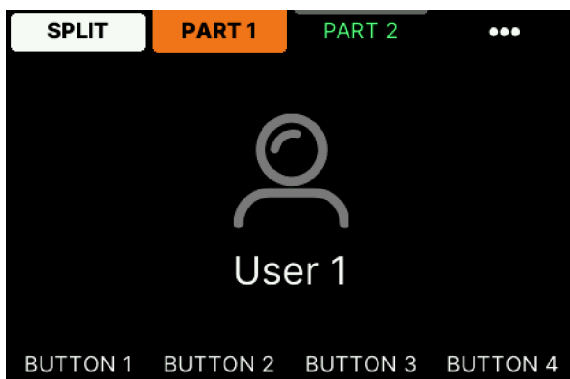 SPLIT PART 1 PART 2 •••
User 1
BUTTON 1 BUTTON 2 BUTTON 3 BUTTON 4